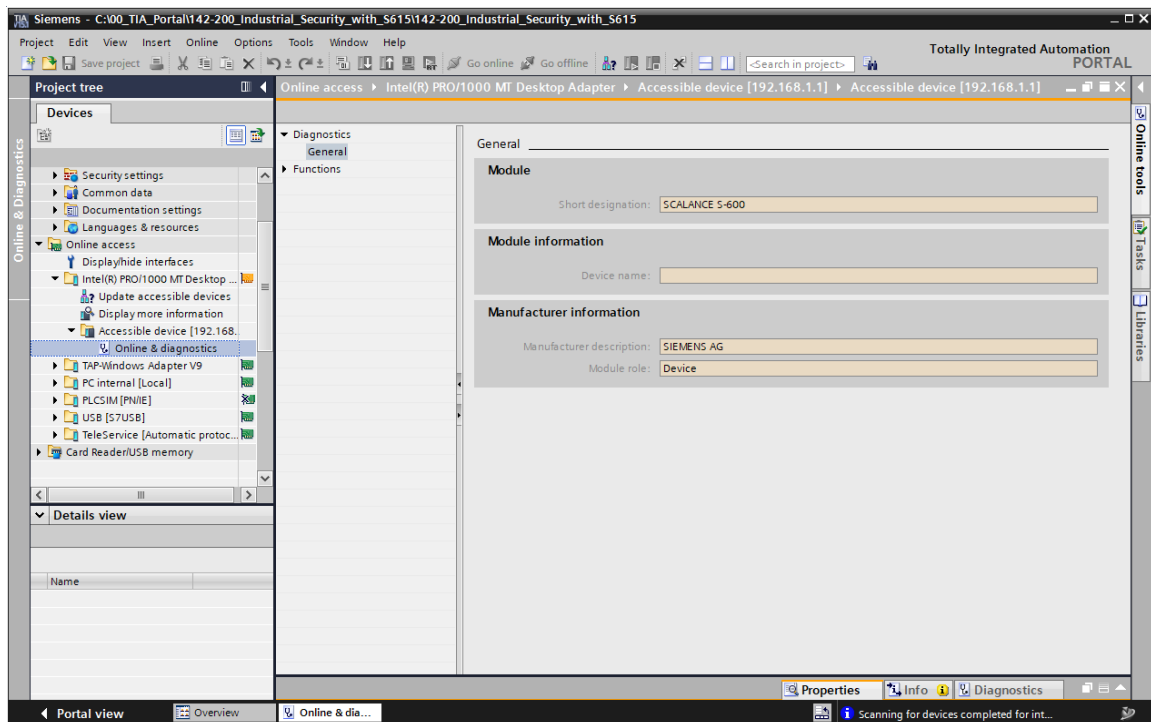 Siemens - C:\00_TIA_Portal\142-200_Industrial_Security_with_S615\142-200_Industrial_Security_with_S615
Project Edit View Insert Online Options Tools Window Help
Totally Integrated Automation
PORTAL
Save project
Go online
Go offline
<Search in project>
Project tree
Online access
Intel(R) PRO/1000 MT Desktop Adapter
Accessible device [192.168.1.1]
Accessible device [192.168.1.1]
Devices
Online & Diagnostics
Security settings
Common data
Documentation settings
Languages & resources
Online access
Display/hide interfaces
Intel(R) PRO/1000 MT Desktop ...
Update accessible devices
Display more information
Accessible device [192.168.
Online & diagnostics
TAP-Windows Adapter V9
PC internal [Local]
PLCSIM [PN/IE]
USB [S7USB]
TeleService [Automatic protoc...
Card Reader/USB memory
Details view
Name
Diagnostics
General
Functions
General
Module
Short designation: SCALANCE S-600
Module information
Device name:
Manufacturer information
Manufacturer description: SIEMENS AG
Module role: Device
Online tools
Tasks
Libraries
Properties
Info
Diagnostics
Portal view
Overview
Online & dia...
Scanning for devices completed for int...